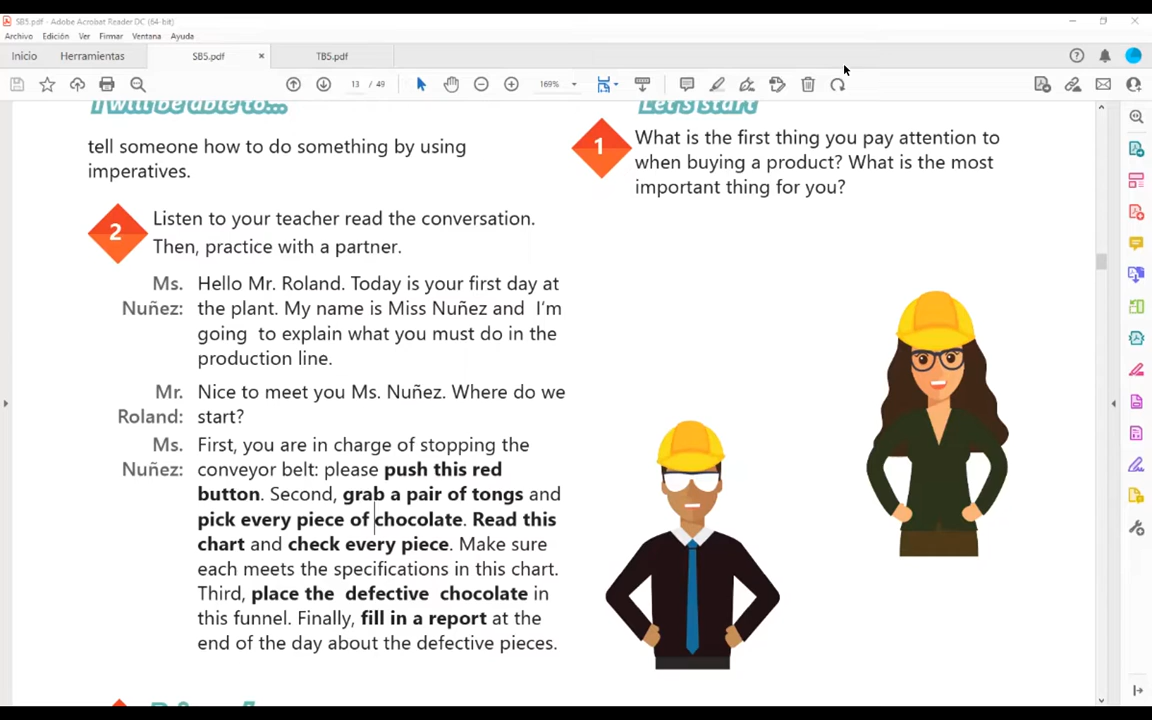 SB5.pdf - Adobe Acrobat Reader DC (64-bit)
Archivo Edición Ver Firmar Ventana Ayuda
Inicio Herramientas SB5.pdf × TB5.pdf
13 / 49 169%
I will be able to...
tell someone how to do something by using
imperatives.
Let's start
1
What is the first thing you pay attention to
when buying a product? What is the most
important thing for you?
2
Listen to your teacher read the conversation.
Then, practice with a partner.
Ms. Hello Mr. Roland. Today is your first day at
Nuñez: the plant. My name is Miss Nuñez and I'm
going to explain what you must do in the
production line.
Mr. Nice to meet you Ms. Nuñez. Where do we
Roland: start?
Ms. First, you are in charge of stopping the
Nuñez: conveyor belt: please push this red
button. Second, grab a pair of tongs and
pick every piece of chocolate. Read this
chart and check every piece. Make sure
each meets the specifications in this chart.
Third, place the defective chocolate in
this funnel. Finally, fill in a report at the
end of the day about the defective pieces.